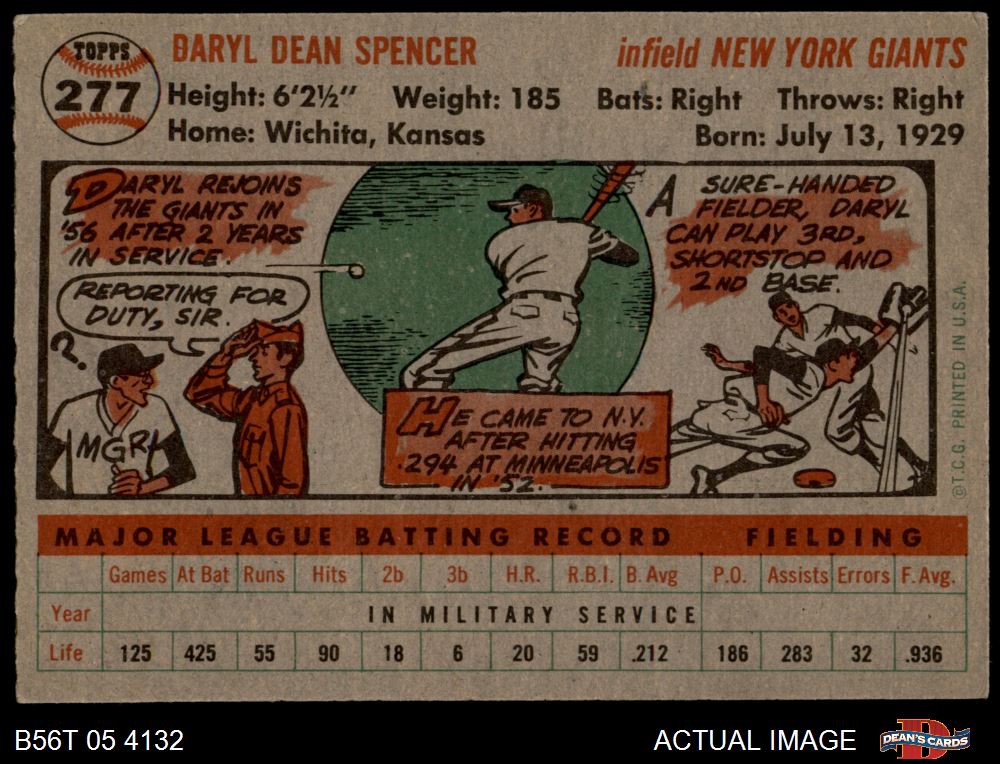 TOPPS
277
DARYL DEAN SPENCER
infield NEW YORK GIANTS
Height: 6'2½" Weight: 185 Bats: Right Throws: Right
Home: Wichita, Kansas Born: July 13, 1929
DARYL REJOINS
THE GIANTS IN
'56 AFTER 2 YEARS
IN SERVICE.
REPORTING FOR
DUTY, SIR.
?
MGR.
HE CAME TO N.Y.
AFTER HITTING
.294 AT MINNEAPOLIS
IN '52.
A SURE-HANDED
FIELDER, DARYL
CAN PLAY 3RD,
SHORTSTOP AND
2ND BASE.
©T.C.G. PRINTED IN U.S.A.
MAJOR LEAGUE BATTING RECORD FIELDING
Games At Bat Runs Hits 2b 3b H.R. R.B.I. B. Avg P.O. Assists Errors F. Avg.
Year IN MILITARY SERVICE
Life 125 425 55 90 18 6 20 59 .212 186 283 32 .936
B56T 05 4132
ACTUAL IMAGE
D
DEAN'S CARDS